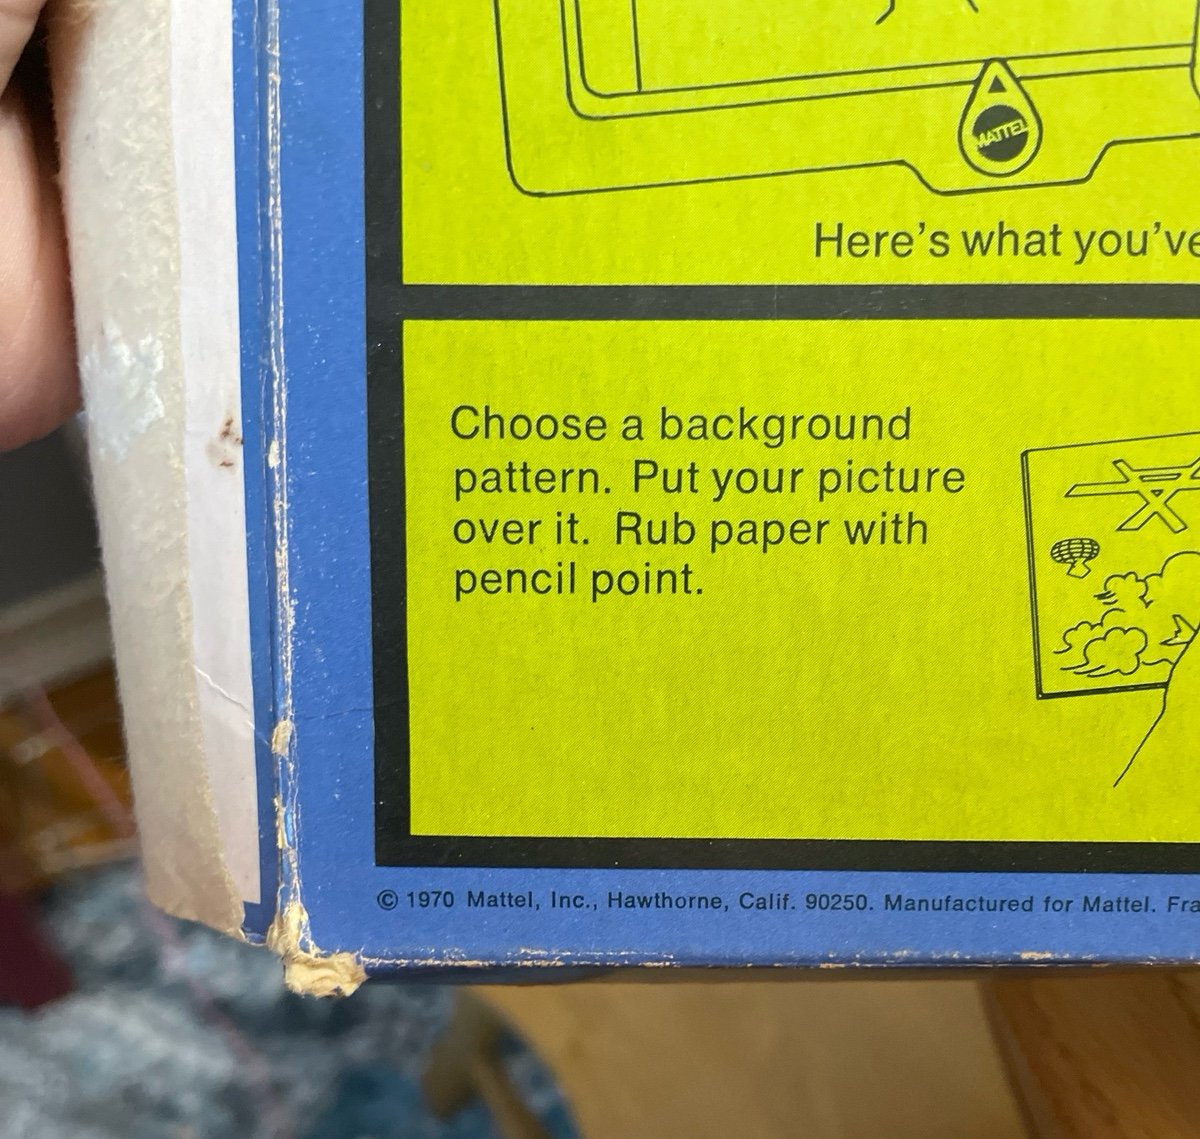 MATTEL
Here's what you've
Choose a background
pattern. Put your picture
over it. Rub paper with
pencil point.
© 1970 Mattel, Inc., Hawthorne, Calif. 90250. Manufactured for Mattel. Fra